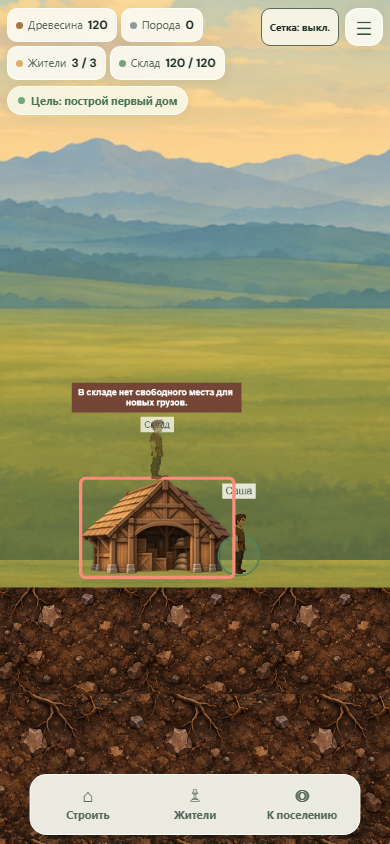 Древесина 120
Порода 0
Сетка: выкл.
Жители 3 / 3
Склад 120 / 120
Цель: построй первый дом
В складе нет свободного места для
новых грузов.
Склад
Саша
Строить
Жители
К поселению